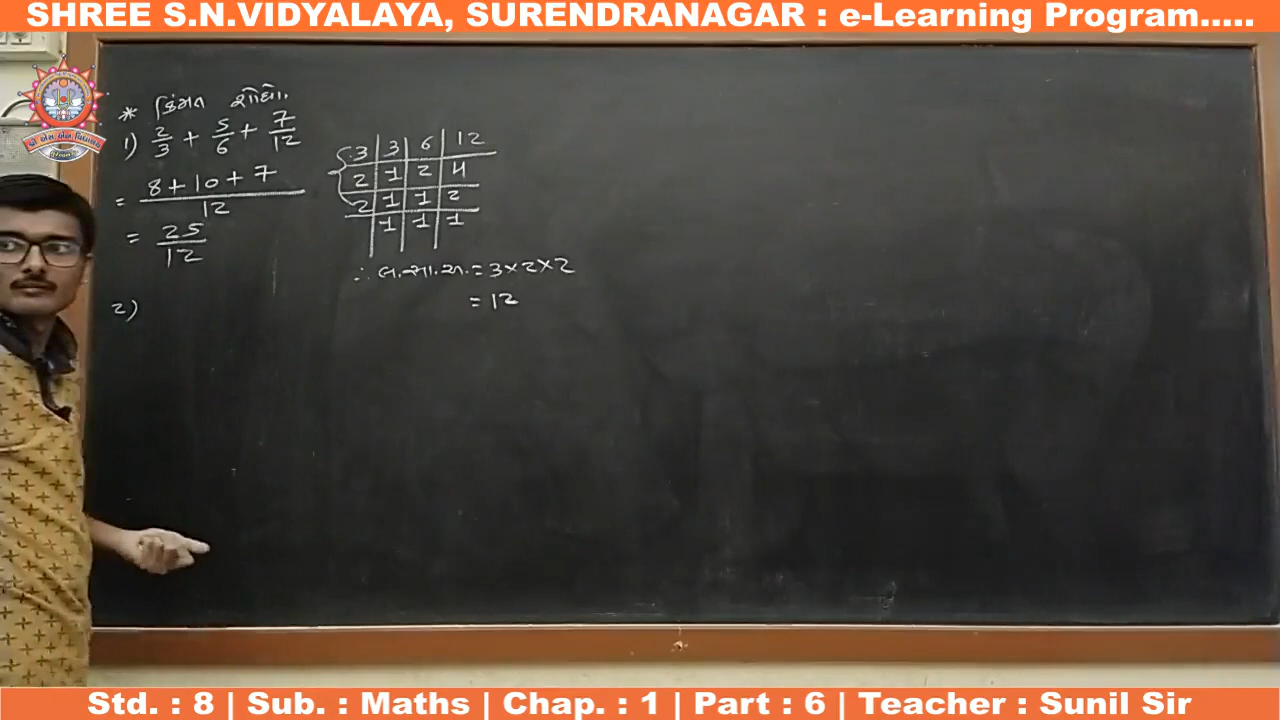 SHREE S.N.VIDYALAYA, SURENDRANAGAR : e-Learning Program.....
* કિંમત શોધો.
1) 2/3 + 5/6 + 7/12
= 8+10+7 / 12
= 25/12
2)
3 | 3 | 6 | 12
2 | 1 | 2 | 4
2 | 1 | 1 | 2
| 1 | 1 | 1
∴ લ.સા.અ. = 3×2×2
= 12
Std. : 8 | Sub. : Maths | Chap. : 1 | Part : 6 | Teacher : Sunil Sir